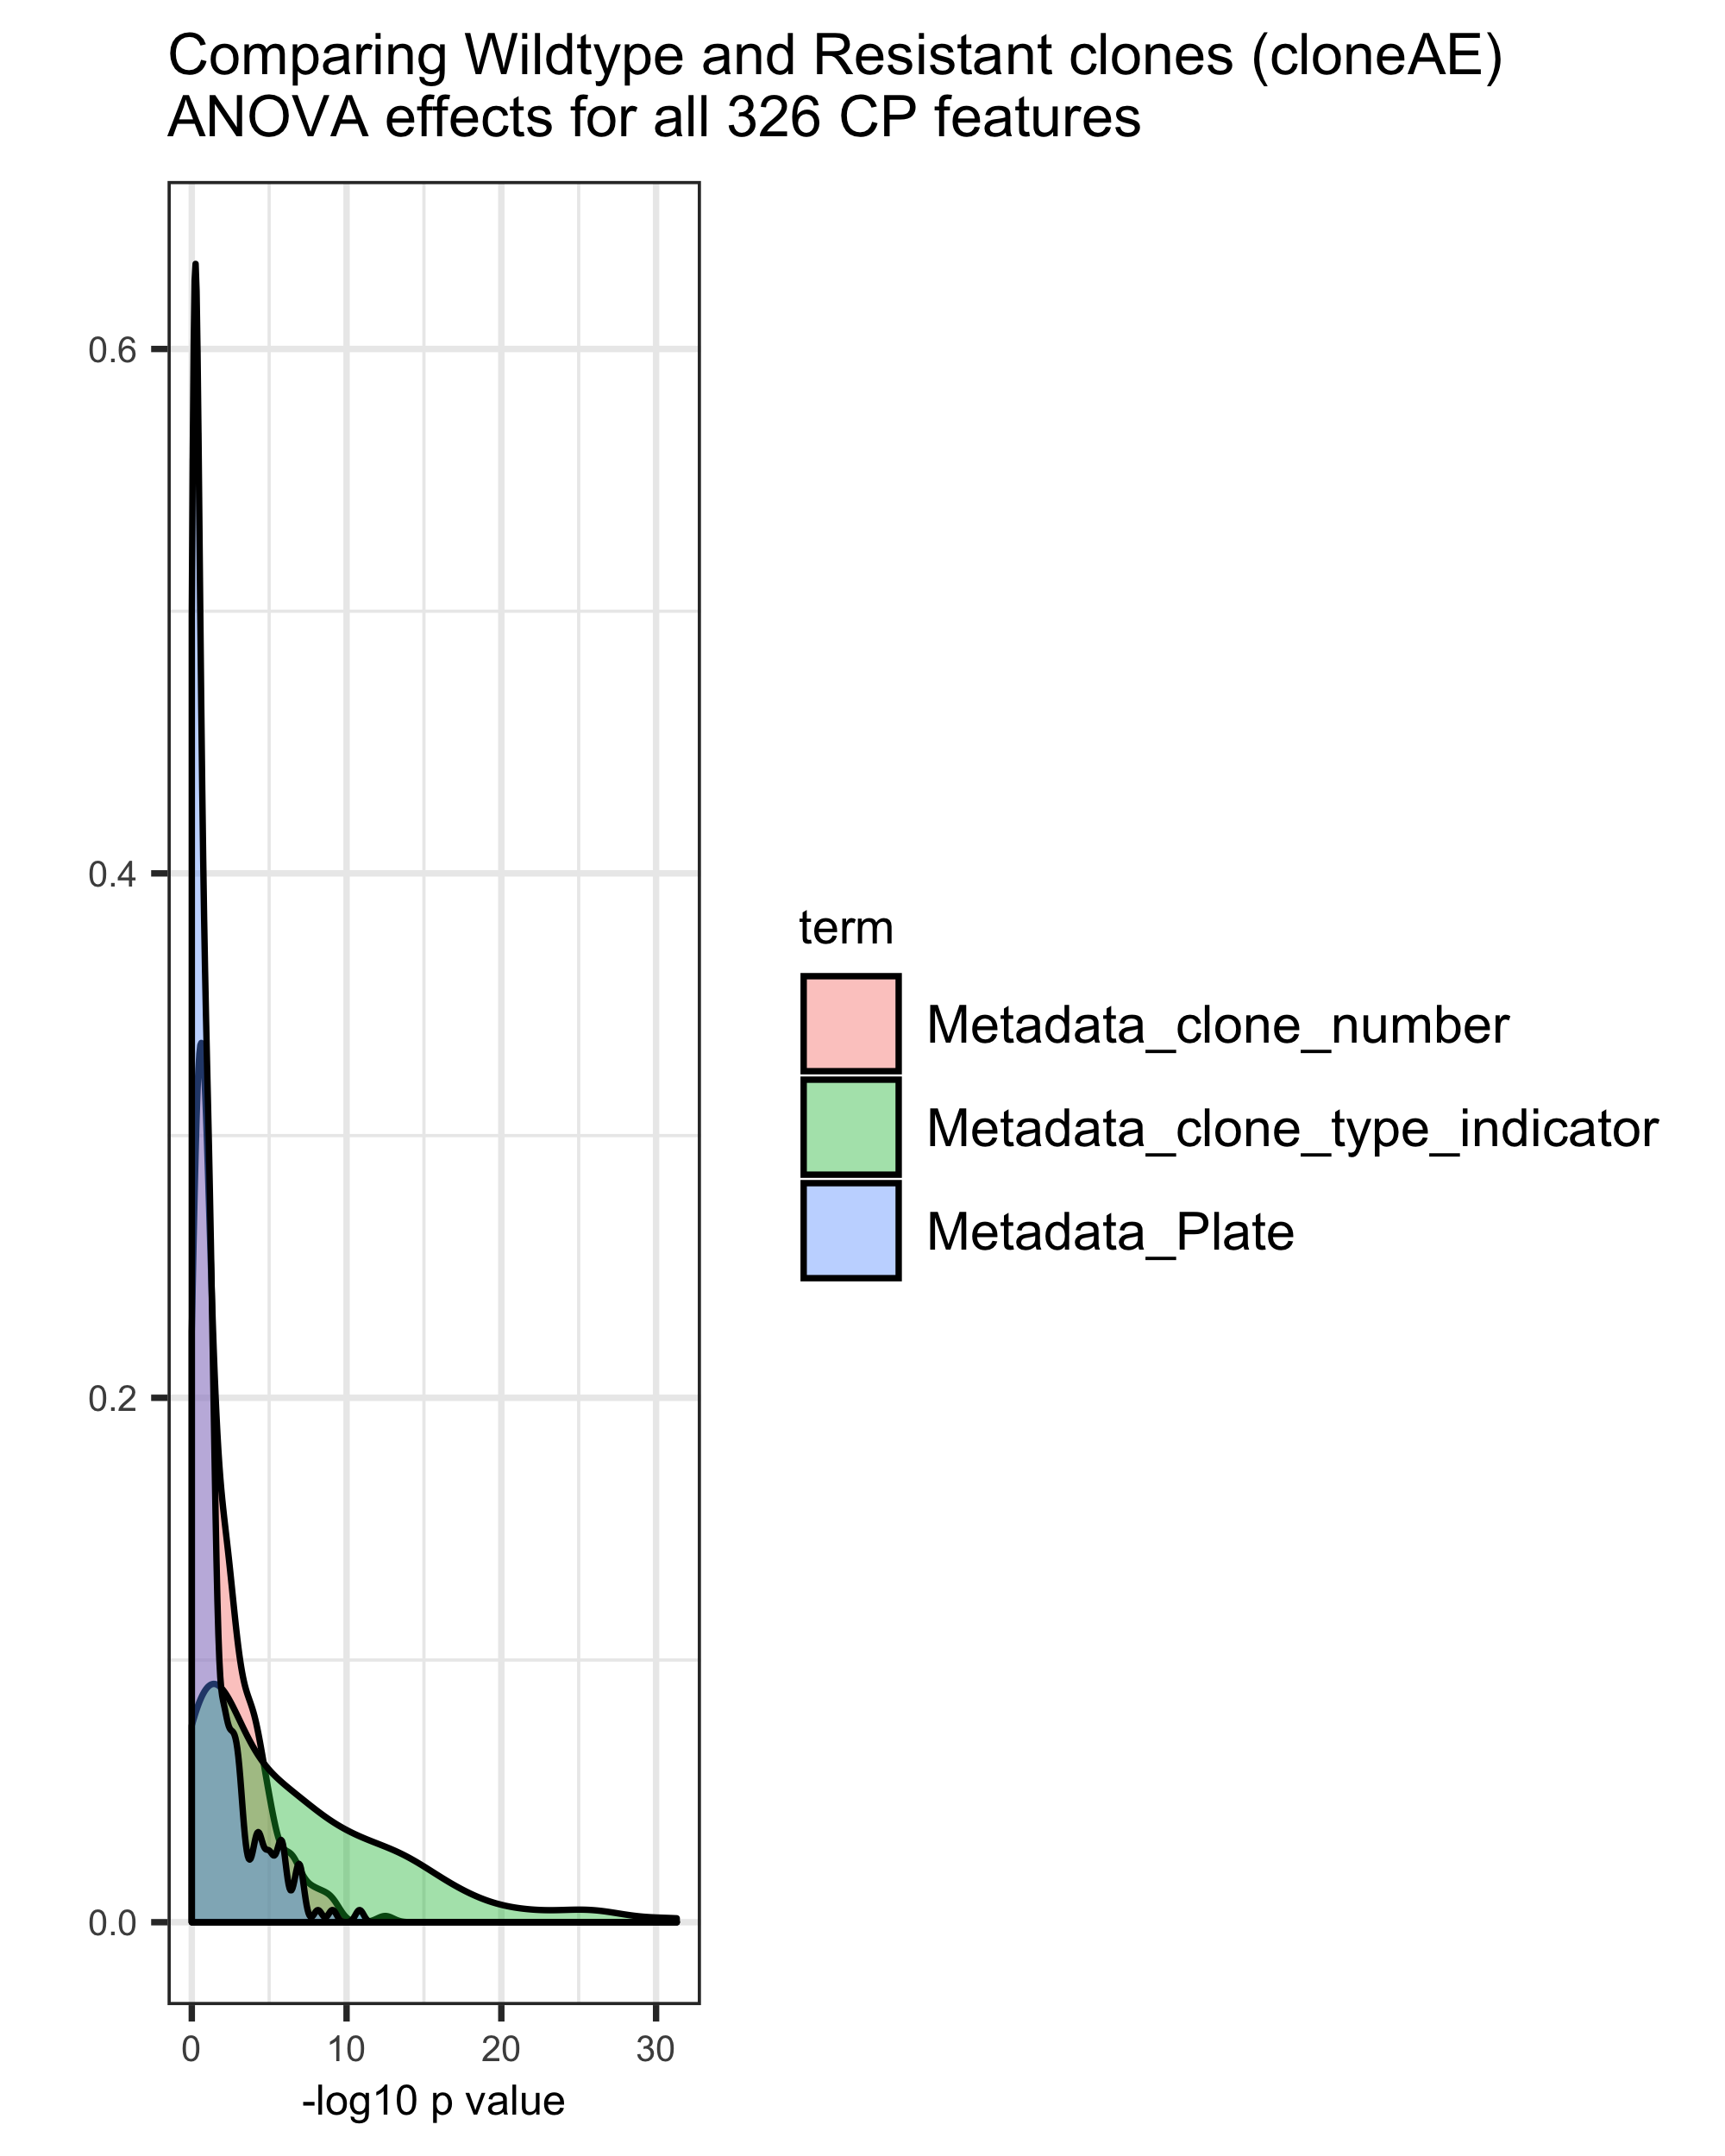 Comparing Wildtype and Resistant clones (cloneAE)
ANOVA effects for all 326 CP features
0.6
0.4
0.2
0.0
0 10 20 30
-log10 p value
term
Metadata_clone_number
Metadata_clone_type_indicator
Metadata_Plate